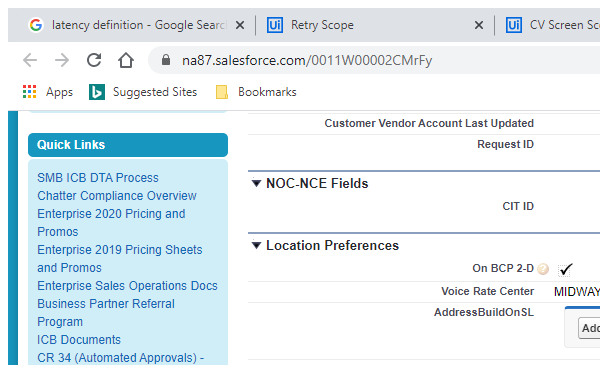 latency definition - Google Searc
Retry Scope
CV Screen Sc
na87.salesforce.com/0011W00002CMrFy
Apps
Suggested Sites
Bookmarks
Quick Links
SMB ICB DTA Process
Chatter Compliance Overview
Enterprise 2020 Pricing and
Promos
Enterprise 2019 Pricing Sheets
and Promos
Enterprise Sales Operations Docs
Business Partner Referral
Program
ICB Documents
CR 34 (Automated Approvals) -
Customer Vendor Account Last Updated
Request ID
NOC-NCE Fields
CIT ID
Location Preferences
On BCP 2-D ?
Voice Rate Center MIDWAY
AddressBuildOnSL
Add